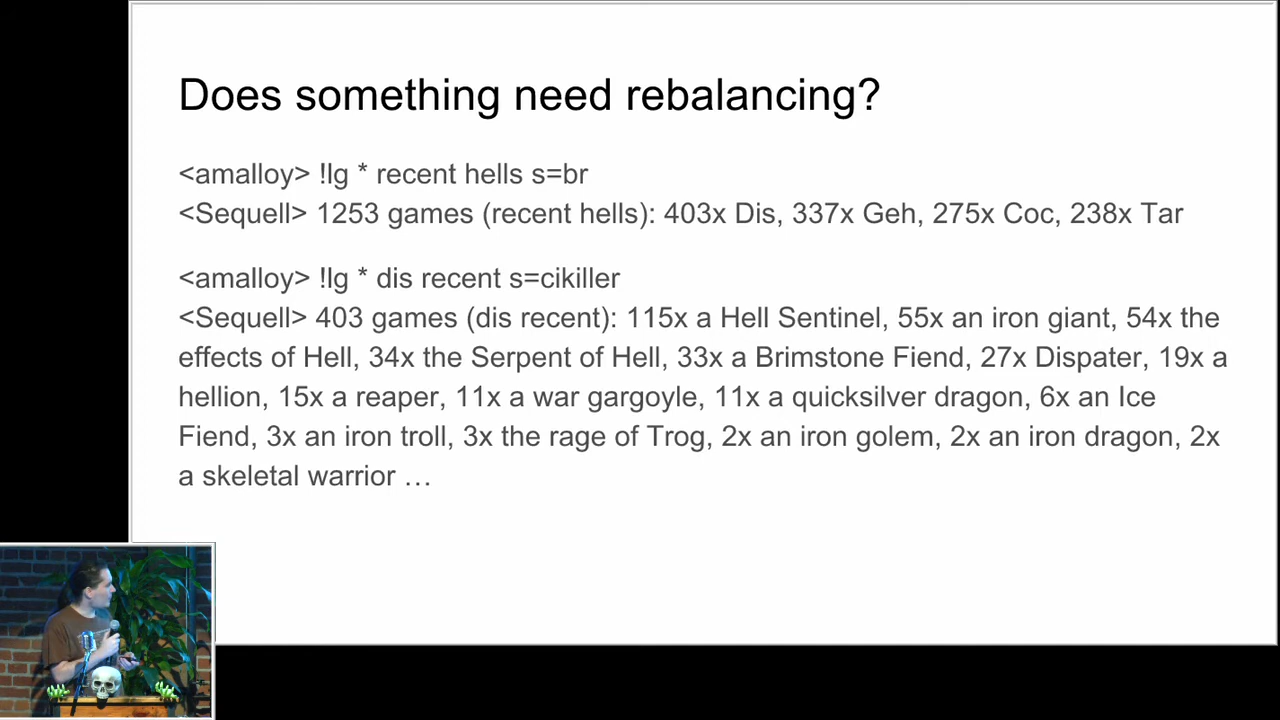 Does something need rebalancing?
<amalloy> !lg * recent hells s=br
<Sequell> 1253 games (recent hells): 403x Dis, 337x Geh, 275x Coc, 238x Tar
<amalloy> !lg * dis recent s=cikiller
<Sequell> 403 games (dis recent): 115x a Hell Sentinel, 55x an iron giant, 54x the
effects of Hell, 34x the Serpent of Hell, 33x a Brimstone Fiend, 27x Dispater, 19x a
hellion, 15x a reaper, 11x a war gargoyle, 11x a quicksilver dragon, 6x an Ice
Fiend, 3x an iron troll, 3x the rage of Trog, 2x an iron golem, 2x an iron dragon, 2x
a skeletal warrior …